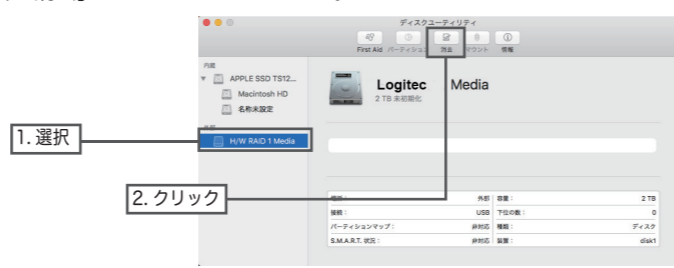 ディスクユーティリティ
First Aid パーティション 消去 マウント 情報
内蔵
APPLE SSD TS12...
Macintosh HD
名称未設定
H/W RAID 1 Media
Logitec Media
2 TB 未初期化
1. 選択
2. クリック
外部 容量： 2 TB
接続： USB 下位の数： 0
パーティションマップ： 非対応 種類： ディスク
S.M.A.R.T. 状況： 非対応 装置： disk1